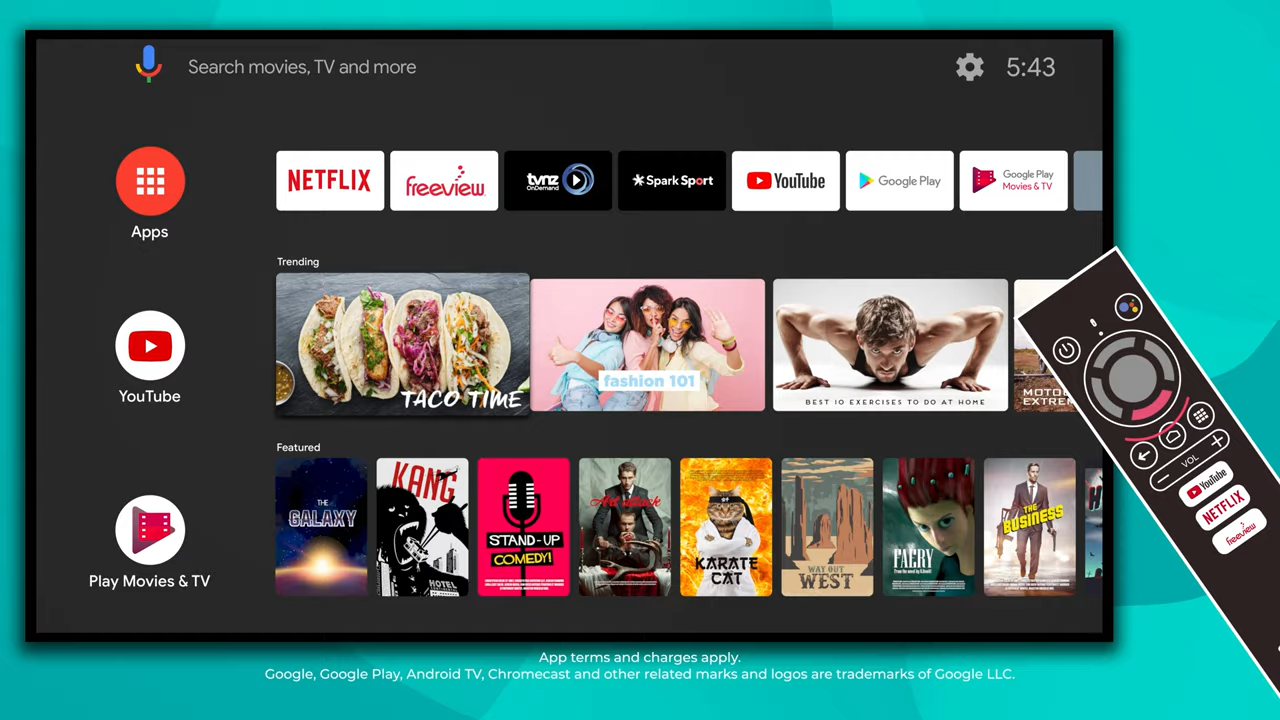 Search movies, TV and more
5:43
Apps
NETFLIX
freeview
tvnz
OnDemand
Spark Sport
YouTube
Google Play
Google Play
Movies & TV
Trending
TACO TIME
fashion 101
BEST 10 EXERCISES TO DO AT HOME
YouTube
Featured
THE
GALAXY
KANG
HOTEL
STAND-UP
COMEDY!
KARATE
CAT
WAY OUT
WEST
FAERY
THE
BUSINESS
Play Movies & TV
VOL
YouTube
NETFLIX
freeview
App terms and charges apply.
Google, Google Play, Android TV, Chromecast and other related marks and logos are trademarks of Google LLC.